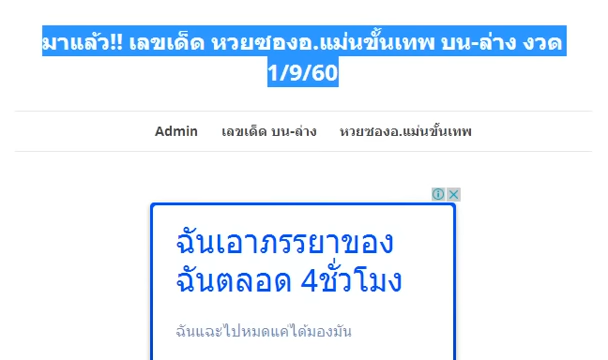 มาแล้ว!! เลขเด็ด หวยซองอ.แม่นขั้นเทพ บน-ล่าง งวด
1/9/60
Admin เลขเด็ด บน-ล่าง หวยซองอ.แม่นขั้นเทพ
ฉันเอาภรรยาของ
ฉันตลอด 4ชั่วโมง
ฉันแฉะไปหมดแค่ได้มองมัน